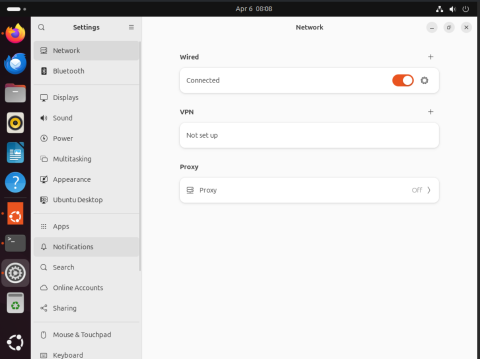 Apr 6 08:08
Settings
Network
Network
Bluetooth
Displays
Sound
Power
Multitasking
Appearance
Ubuntu Desktop
Apps
Notifications
Search
Online Accounts
Sharing
Mouse & Touchpad
Keyboard
Wired
Connected
VPN
Not set up
Proxy
Proxy Off